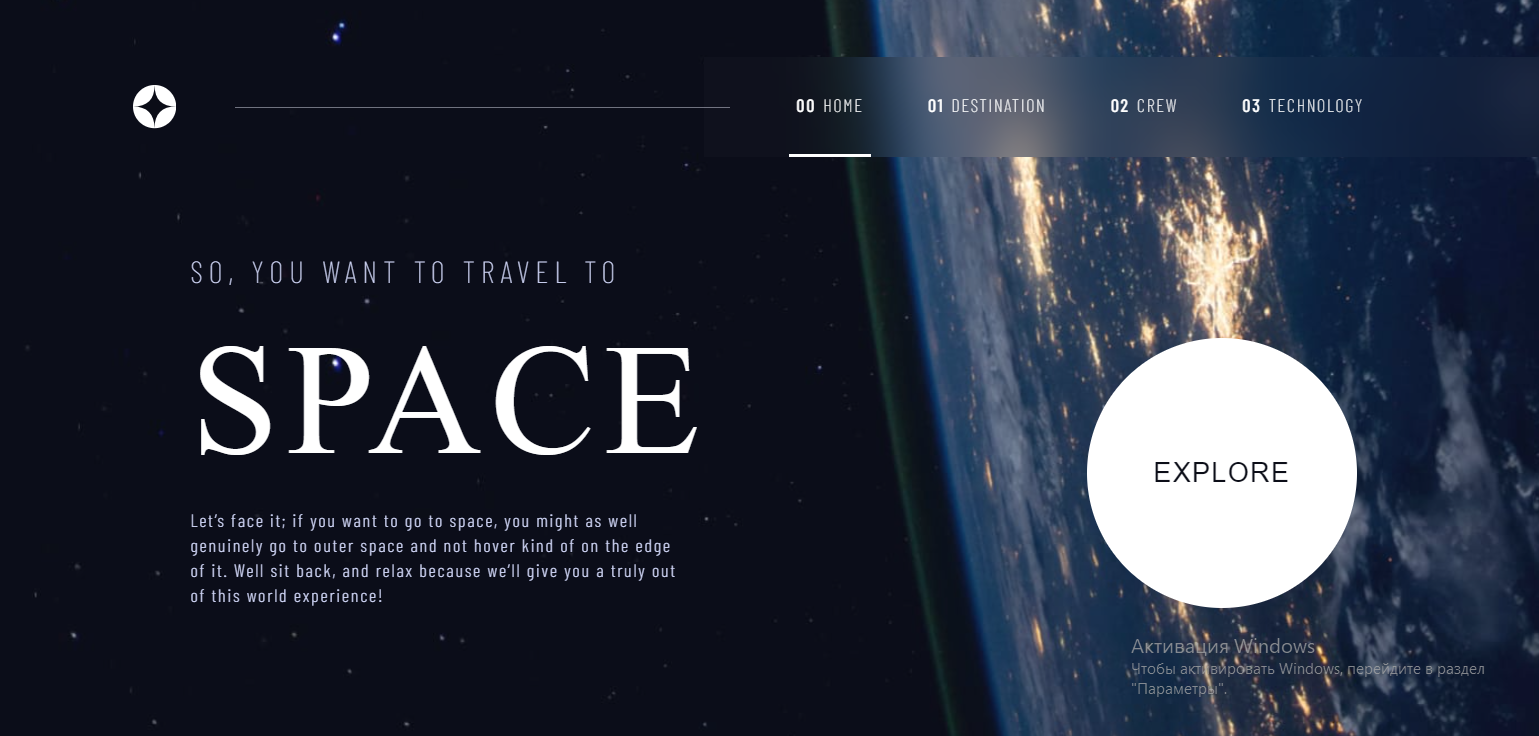 00 HOME 01 DESTINATION 02 CREW 03 TECHNOLOGY
SO, YOU WANT TO TRAVEL TO
SPACE
Let’s face it; if you want to go to space, you might as well
genuinely go to outer space and not hover kind of on the edge
of it. Well sit back, and relax because we’ll give you a truly out
of this world experience!
EXPLORE
Активация Windows
Чтобы активировать Windows, перейдите в раздел
"Параметры".